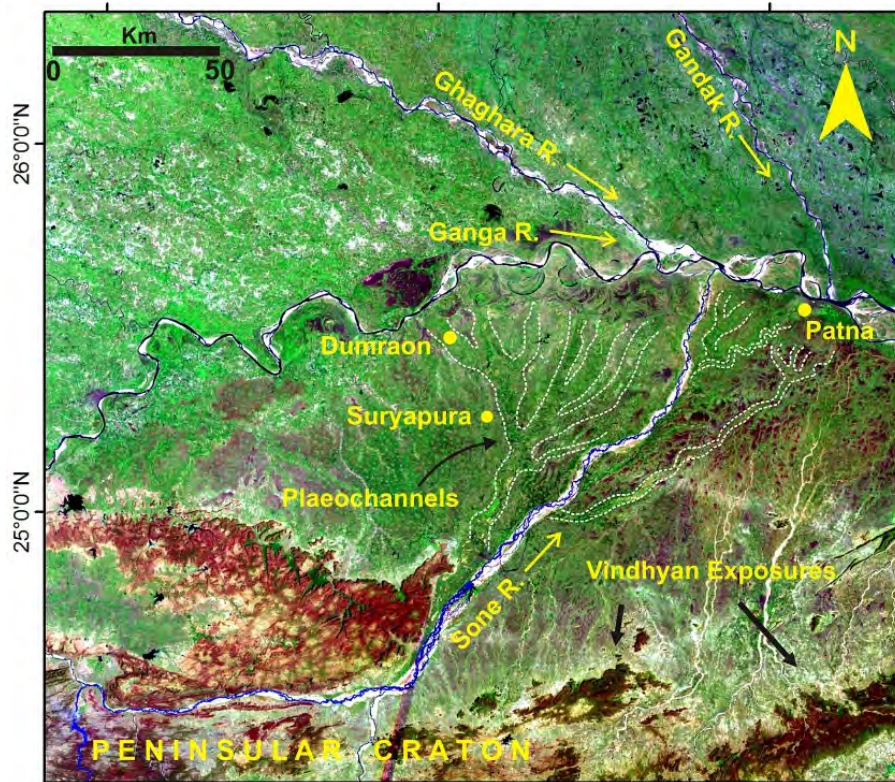 Km
0 50
N
Ghaghara R.
Gandak R.
26°0'0"N
Ganga R.
Dumraon
Patna
Suryapura
Plaeochannels
25°0'0"N
Sone R.
Vindhyan Exposures
PENINSULAR CRATON